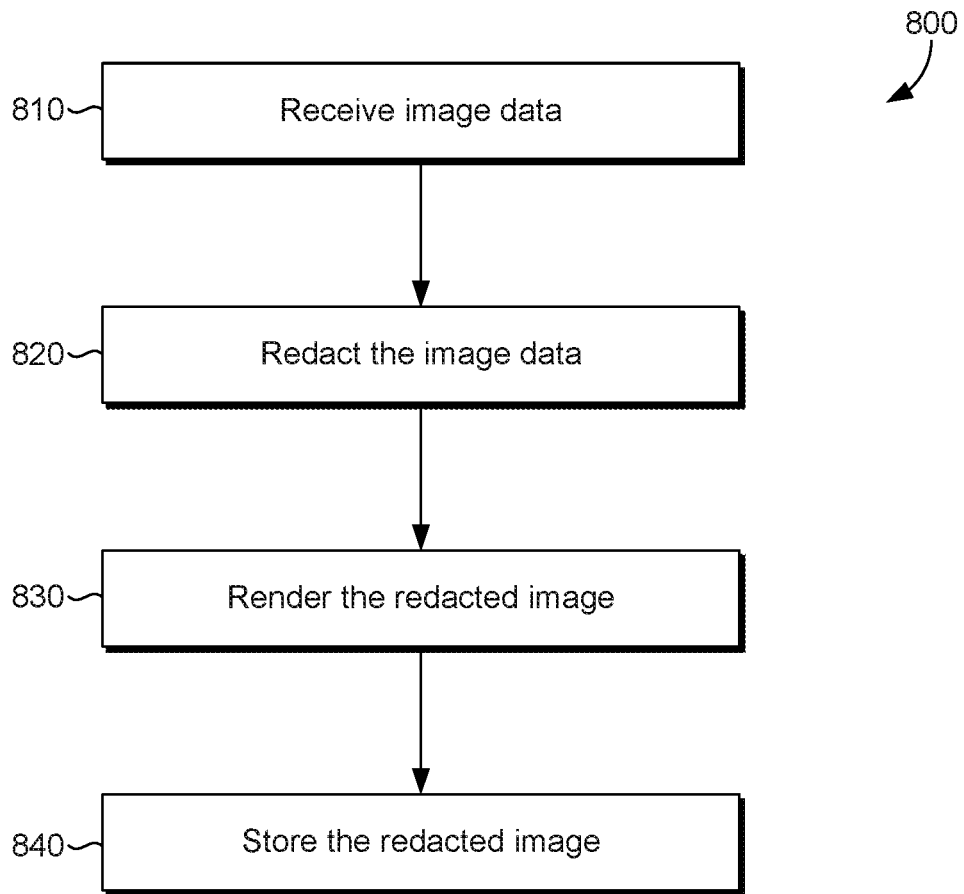 800
810 Receive image data
820 Redact the image data
830 Render the redacted image
840 Store the redacted image